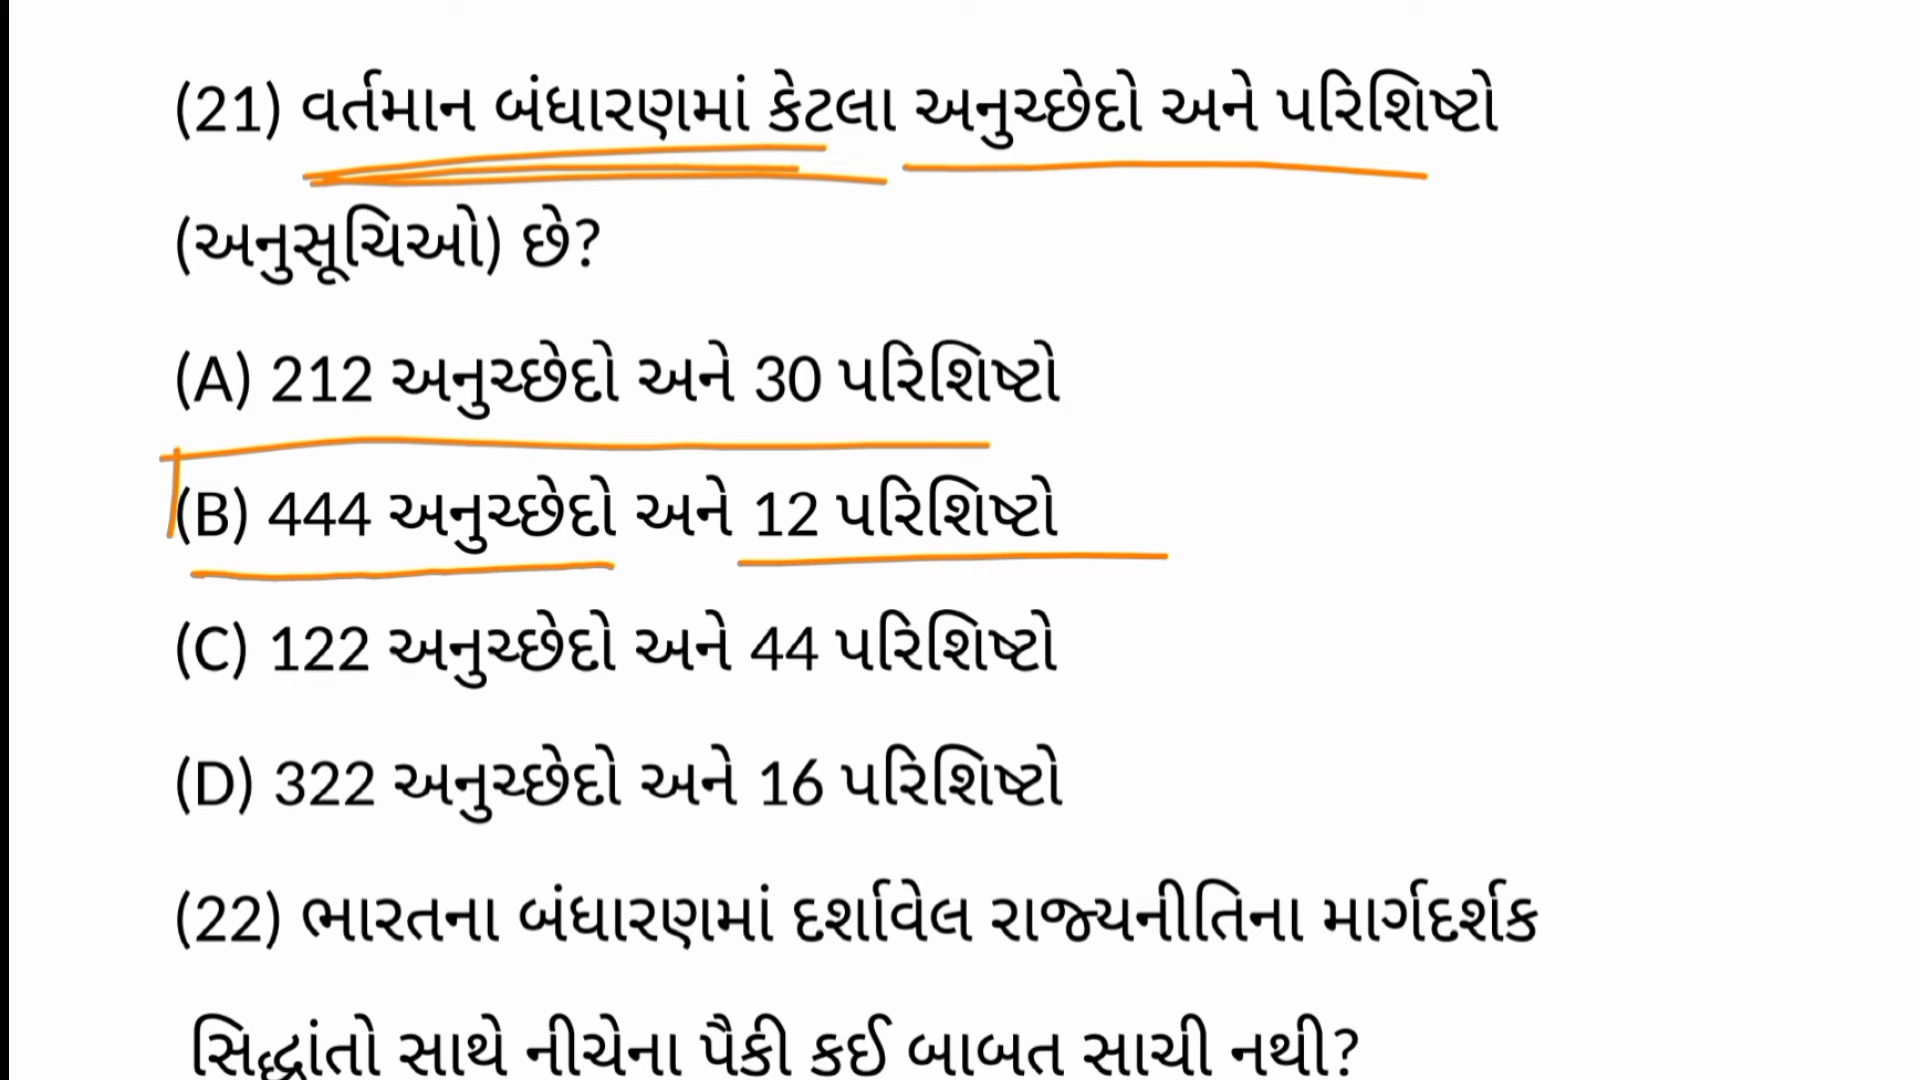 (21) વર્તમાન બંધારણમાં કેટલા અનુચ્છેદો અને પરિશિષ્ટો
(અનુસૂચિઓ) છે?
(A) 212 અનુચ્છેદો અને 30 પરિશિષ્ટો
(B) 444 અનુચ્છેદો અને 12 પરિશિષ્ટો
(C) 122 અનુચ્છેદો અને 44 પરિશિષ્ટો
(D) 322 અનુચ્છેદો અને 16 પરિશિષ્ટો
(22) ભારતના બંધારણમાં દર્શાવેલ રાજ્યનીતિના માર્ગદર્શક
સિદ્ધાંતો સાથે નીચેના પૈકી કઈ બાબત સાચી નથી?